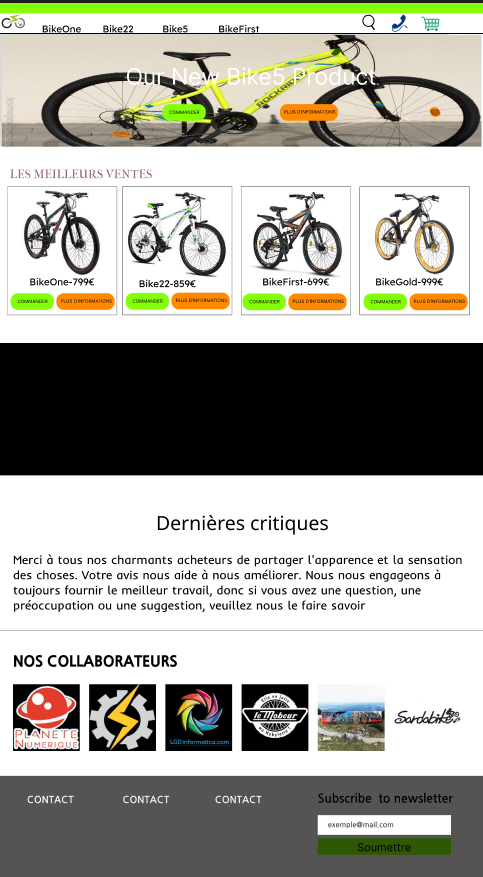 BikeOne Bike22 Bike5 BikeFirst
Our New Bike5 Product
ROCKRIDER
COMMANDER PLUS D'INFORMATIONS
LES MEILLEURS VENTES
BikeOne-799€ Bike22-859€ BikeFirst-699€ BikeGold-999€
COMMANDER PLUS D'INFORMATIONS COMMANDER PLUS D'INFORMATIONS COMMANDER PLUS D'INFORMATIONS COMMANDER PLUS D'INFORMATIONS
Dernières critiques
Merci à tous nos charmants acheteurs de partager l'apparence et la sensation
des choses. Votre avis nous aide à nous améliorer. Nous nous engageons à
toujours fournir le meilleur travail, donc si vous avez une question, une
préoccupation ou une suggestion, veuillez nous le faire savoir
NOS COLLABORATEURS
PLANETE
NUMERIQUE
LGDinformatica.com
le Mobeur
Sardabike
CONTACT CONTACT CONTACT
Subscribe to newsletter
exemple@mail.com
Soumettre